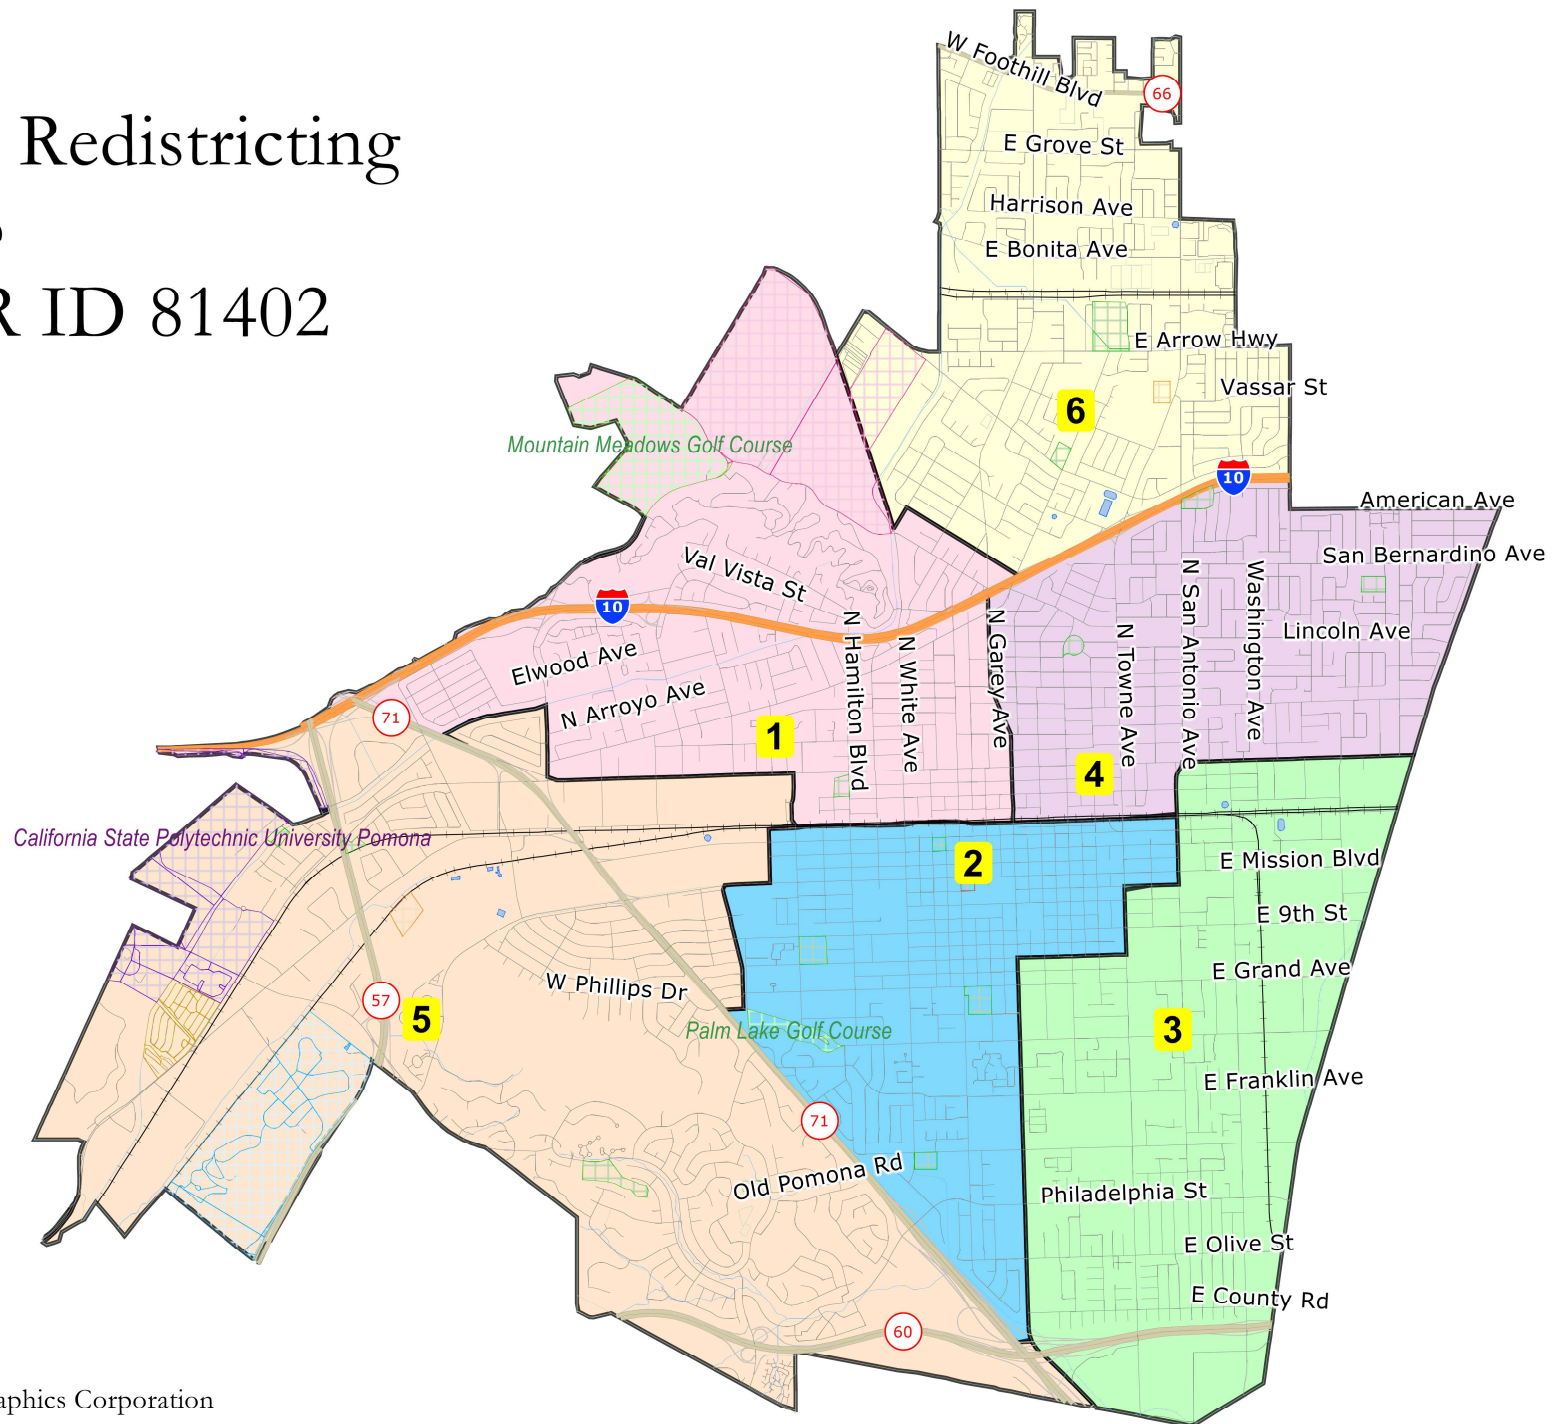 Redistricting
R ID 81402
W Foothill Blvd
66
E Grove St
Harrison Ave
E Bonita Ave
E Arrow Hwy
Vassar St
6
Mountain Meadows Golf Course
10
American Ave
San Bernardino Ave
Val Vista St
10
Lincoln Ave
Elwood Ave
N Arroyo Ave
N Hamilton Blvd
N White Ave
N Garey Ave
N Towne Ave
N San Antonio Ave
Washington Ave
71
1
4
California State Polytechnic University Pomona
2
E Mission Blvd
E 9th St
E Grand Ave
W Phillips Dr
57
5
Palm Lake Golf Course
3
E Franklin Ave
71
Old Pomona Rd
Philadelphia St
E Olive St
E County Rd
60
aphics Corporation